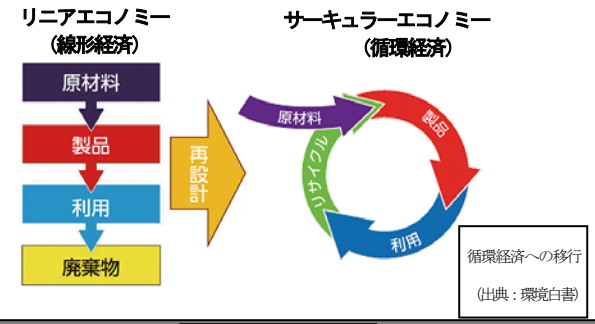 リニアエコノミー
（線形経済）
原材料
製品
利用
廃棄物
再設計
サーキュラーエコノミー
（循環経済）
原材料
製品
利用
リサイクル
循環経済への移行
（出典：環境白書）